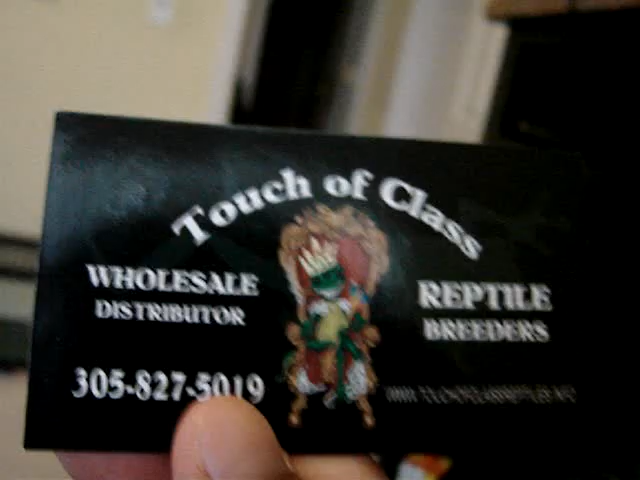 Touch of Class
WHOLESALE
DISTRIBUTOR
REPTILE
BREEDERS
305-827-5019